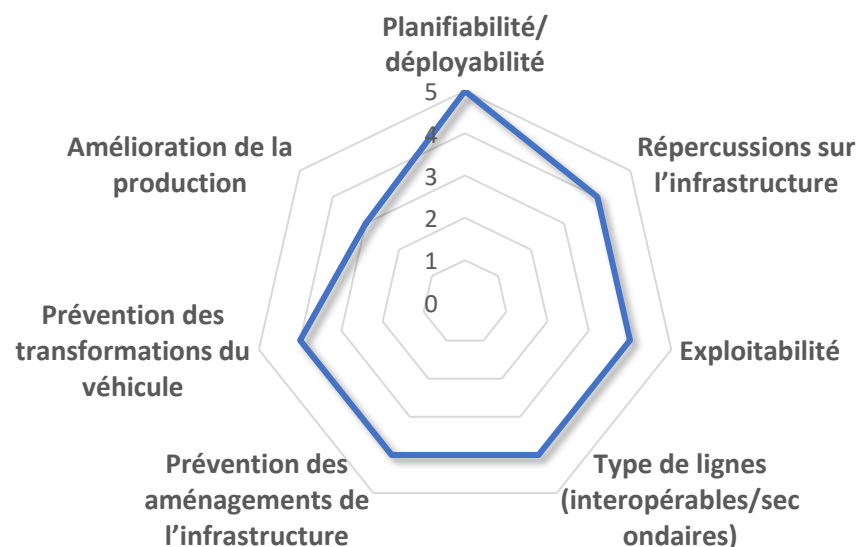 Planifiabilité/
déployabilité
5
4
3
2
1
0
Répercussions sur
l’infrastructure
Exploitabilité
Type de lignes
(interopérables/sec
ondaires)
Prévention des
aménagements de
l’infrastructure
Prévention des
transformations du
véhicule
Amélioration de la
production